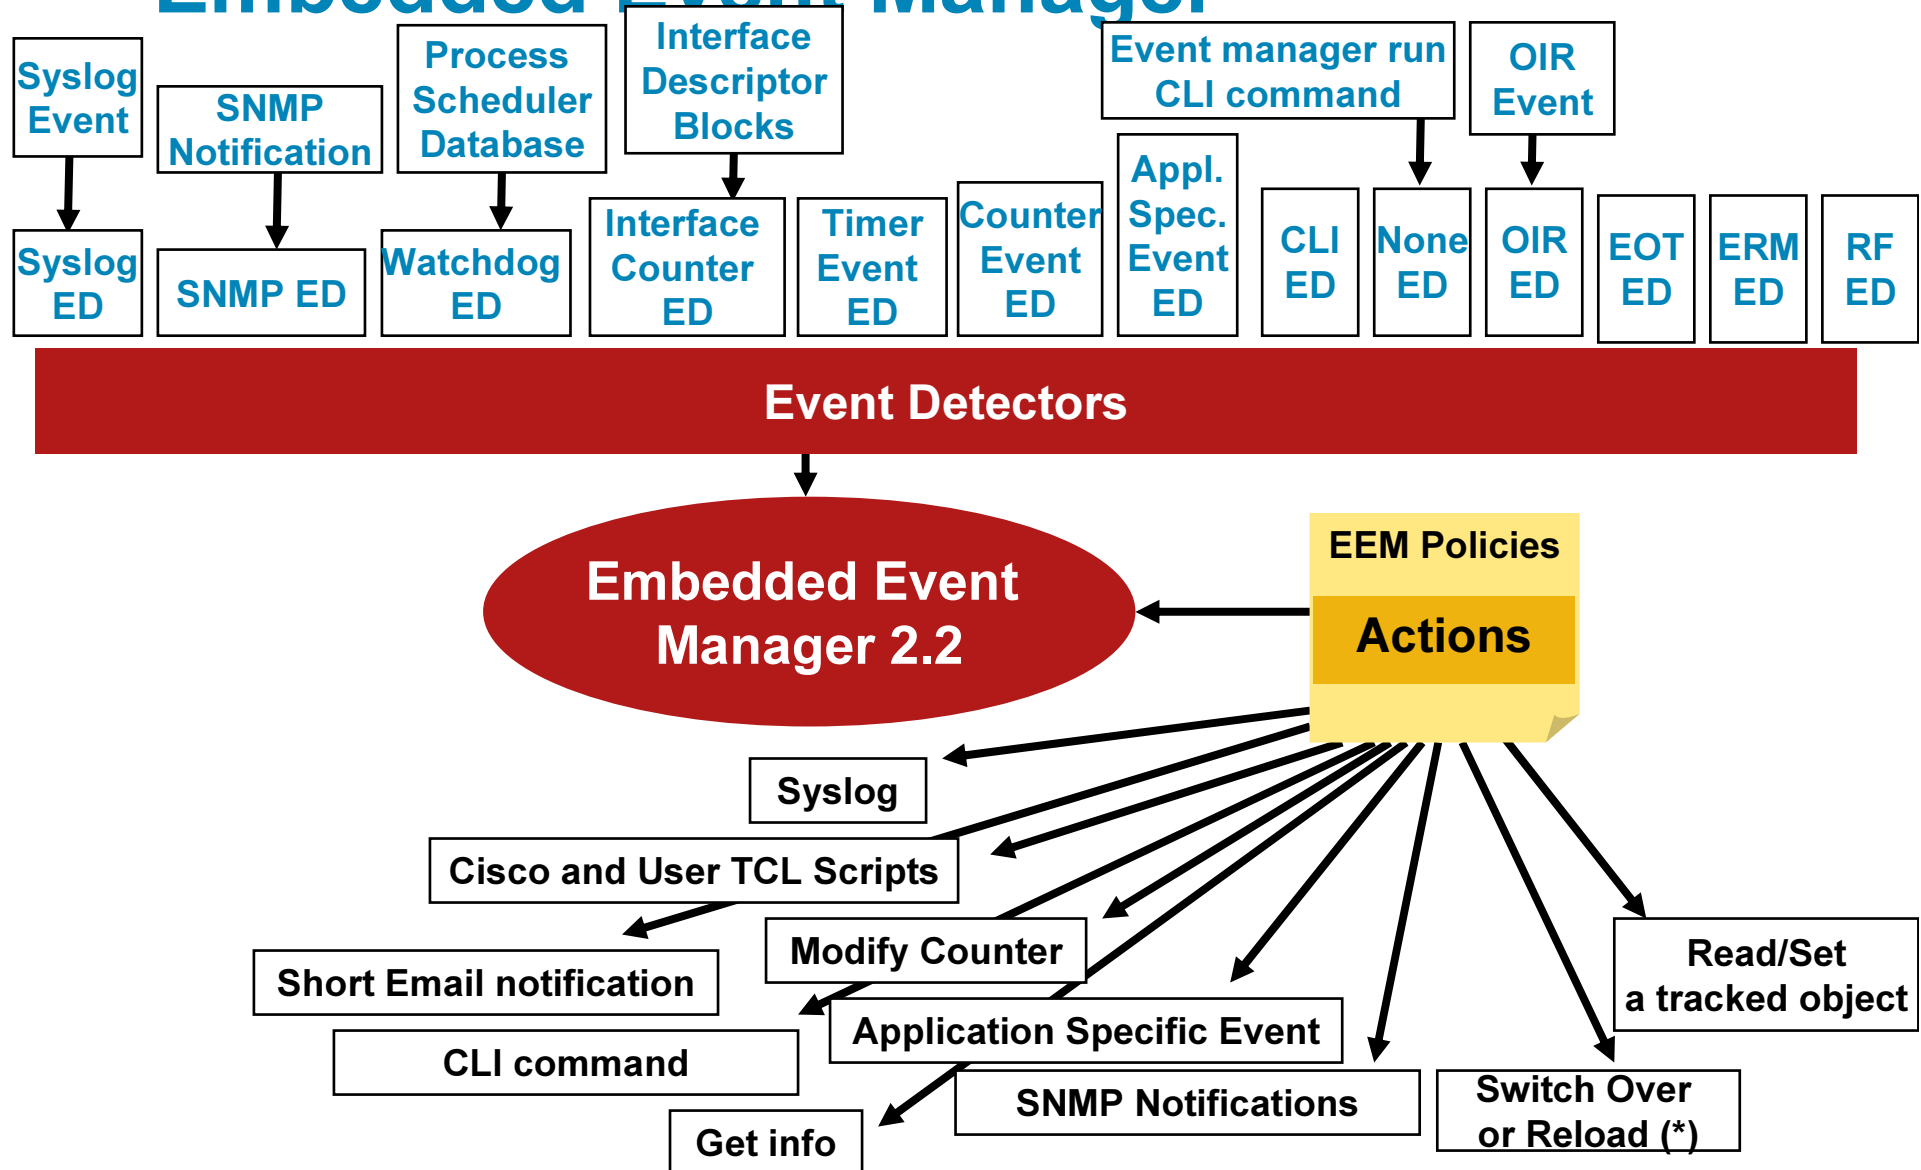 Embedded Event Manager
Syslog
Event
SNMP
Notification
Process
Scheduler
Database
Interface
Descriptor
Blocks
Event manager run
CLI command
OIR
Event
Syslog
ED
SNMP ED
Watchdog
ED
Interface
Counter
ED
Timer
Event
ED
Counter
Event
ED
Appl.
Spec.
Event
ED
CLI
ED
None
ED
OIR
ED
EOT
ED
ERM
ED
RF
ED
Event Detectors
Embedded Event
Manager 2.2
EEM Policies
Actions
Syslog
Cisco and User TCL Scripts
Short Email notification
Modify Counter
CLI command
Application Specific Event
Get info
SNMP Notifications
Switch Over
or Reload (*)
Read/Set
a tracked object